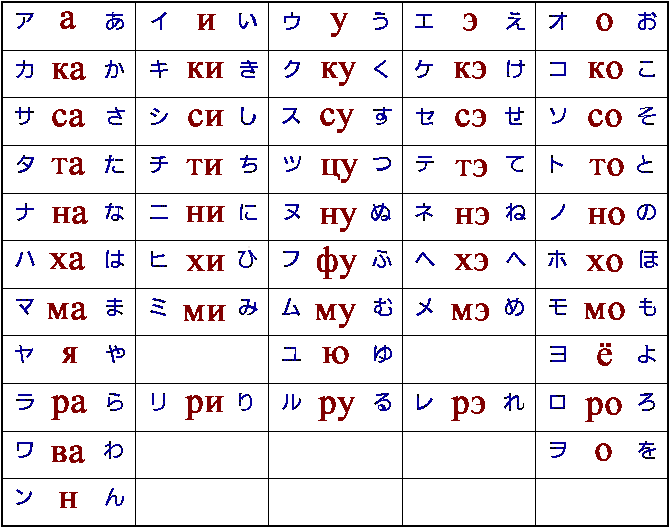 ア а あ イ и い ウ у う エ э え オ о お
カ ка か キ ки き ク ку く ケ кэ け コ ко こ
サ са さ シ си し ス су す セ сэ せ ソ со そ
タ та た チ ти ち ツ цу つ テ тэ て ト то と
ナ на な ニ ни に ヌ ну ぬ ネ нэ ね ノ но の
ハ ха は ヒ хи ひ フ фу ふ ヘ хэ へ ホ хо ほ
マ ма ま ミ ми み ム му む メ мэ め モ мо も
ヤ я や ユ ю ゆ ヨ ё よ
ラ ра ら リ ри り ル ру る レ рэ れ ロ ро ろ
ワ ва わ ヲ о を
ン н ん